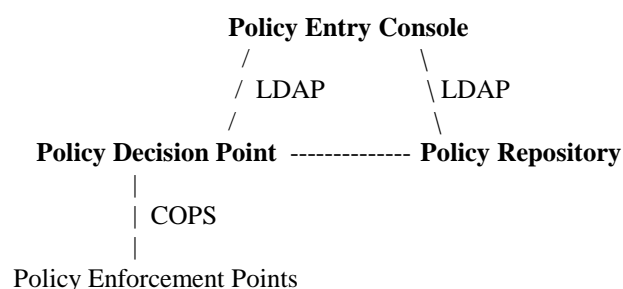 Policy Entry Console
/ \
/ LDAP \ LDAP
/ \
Policy Decision Point -------------- Policy Repository
|
| COPS
|
Policy Enforcement Points